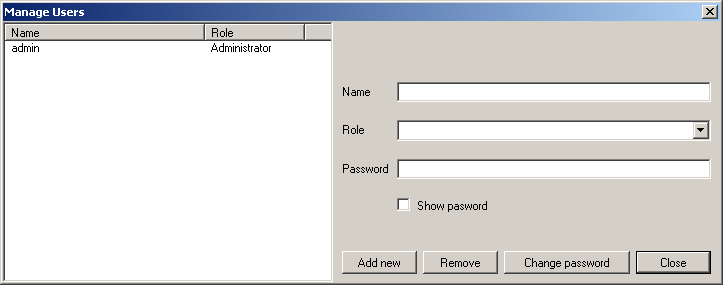 Manage Users
Name Role
admin Administrator
Name
Role
Password
Show pasword
Add new Remove Change password Close